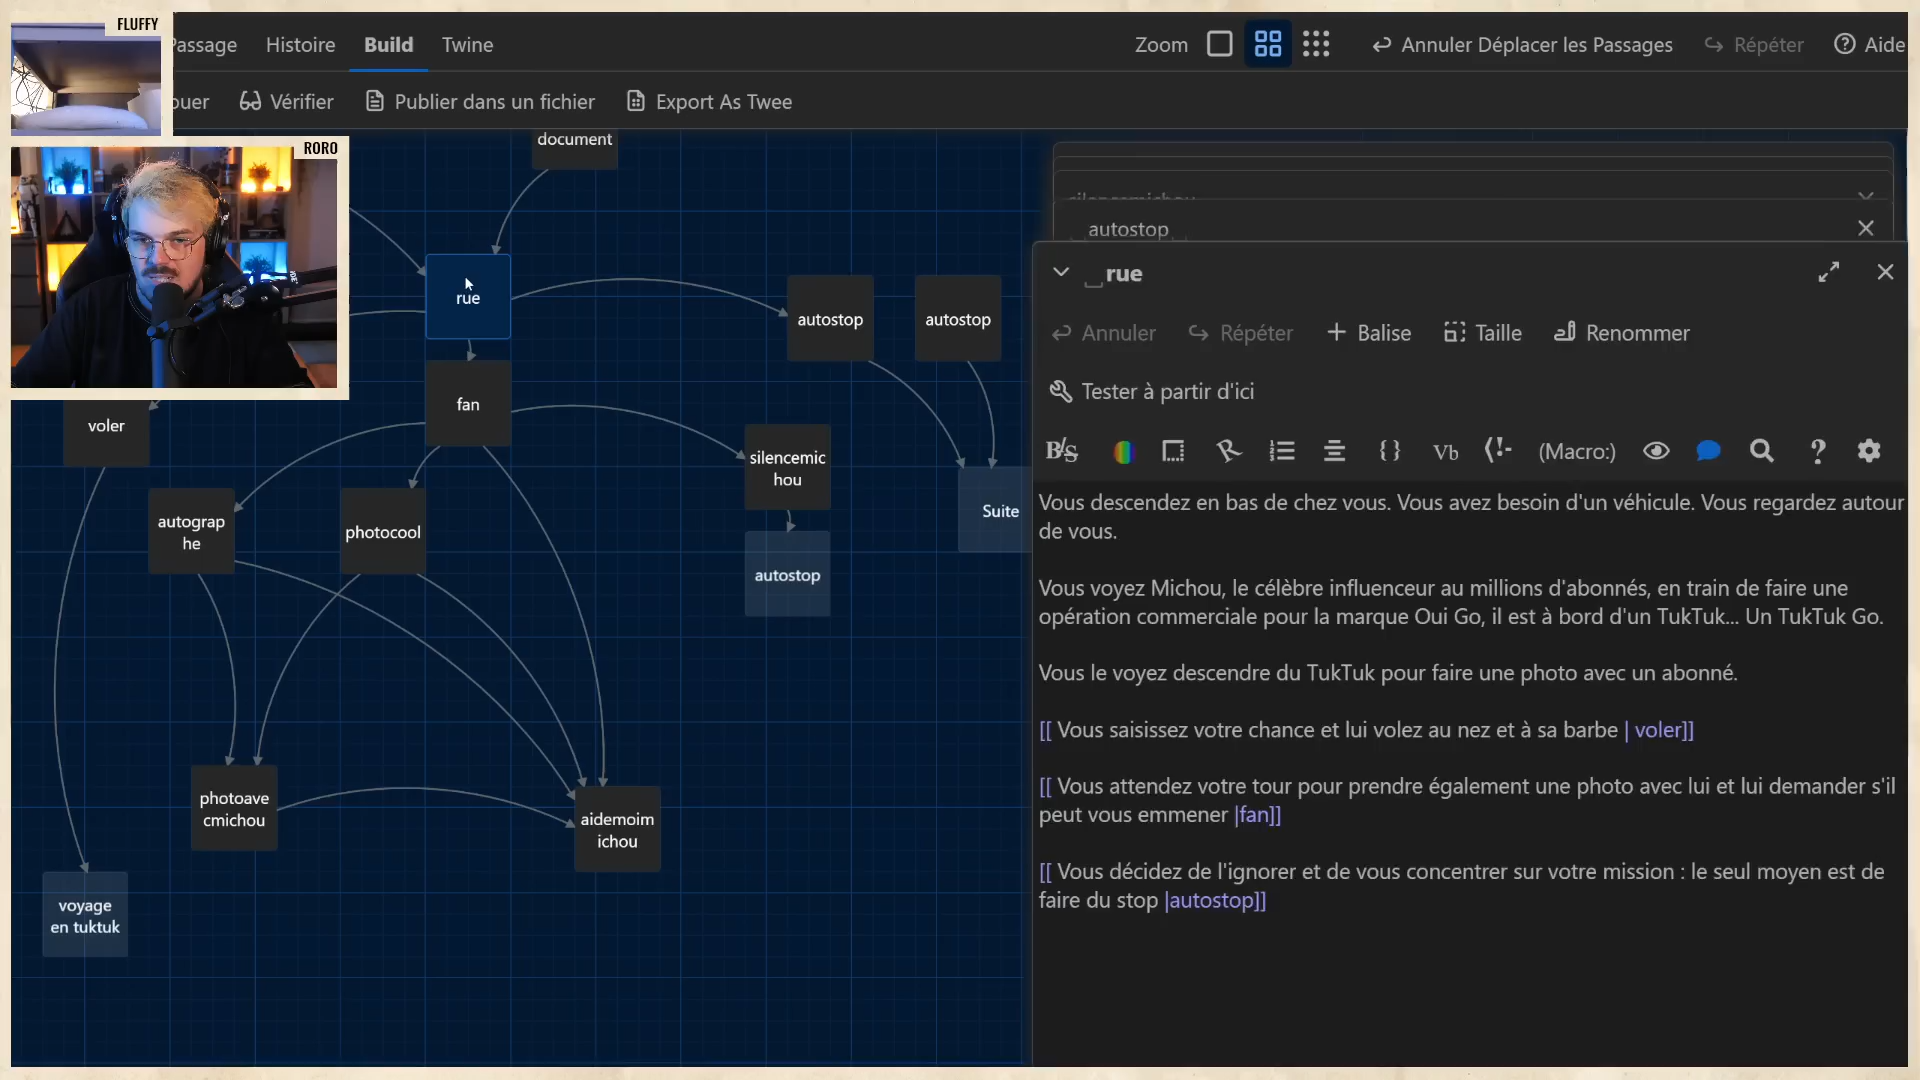 FLUFFY
RORO
Passage Histoire Build Twine
Zoom Annuler Déplacer les Passages Répéter Aide
ouer Vérifier Publier dans un fichier Export As Twee
document
rue
fan
voler
autograp
he
photocool
silencemic
hou
autostop
autostop
autostop
Suite
photoave
cmichou
aidemoim
ichou
voyage
en tuktuk
silencemichou
_autostop_
_rue
Annuler Répéter + Balise Taille Renommer
Tester à partir d'ici
B/S Vb (Macro:)
Vous descendez en bas de chez vous. Vous avez besoin d'un véhicule. Vous regardez autour
de vous.
Vous voyez Michou, le célèbre influenceur au millions d'abonnés, en train de faire une
opération commerciale pour la marque Oui Go, il est à bord d'un TukTuk... Un TukTuk Go.
Vous le voyez descendre du TukTuk pour faire une photo avec un abonné.
[[ Vous saisissez votre chance et lui volez au nez et à sa barbe | voler]]
[[ Vous attendez votre tour pour prendre également une photo avec lui et lui demander s'il
peut vous emmener |fan]]
[[ Vous décidez de l'ignorer et de vous concentrer sur votre mission : le seul moyen est de
faire du stop |autostop]]